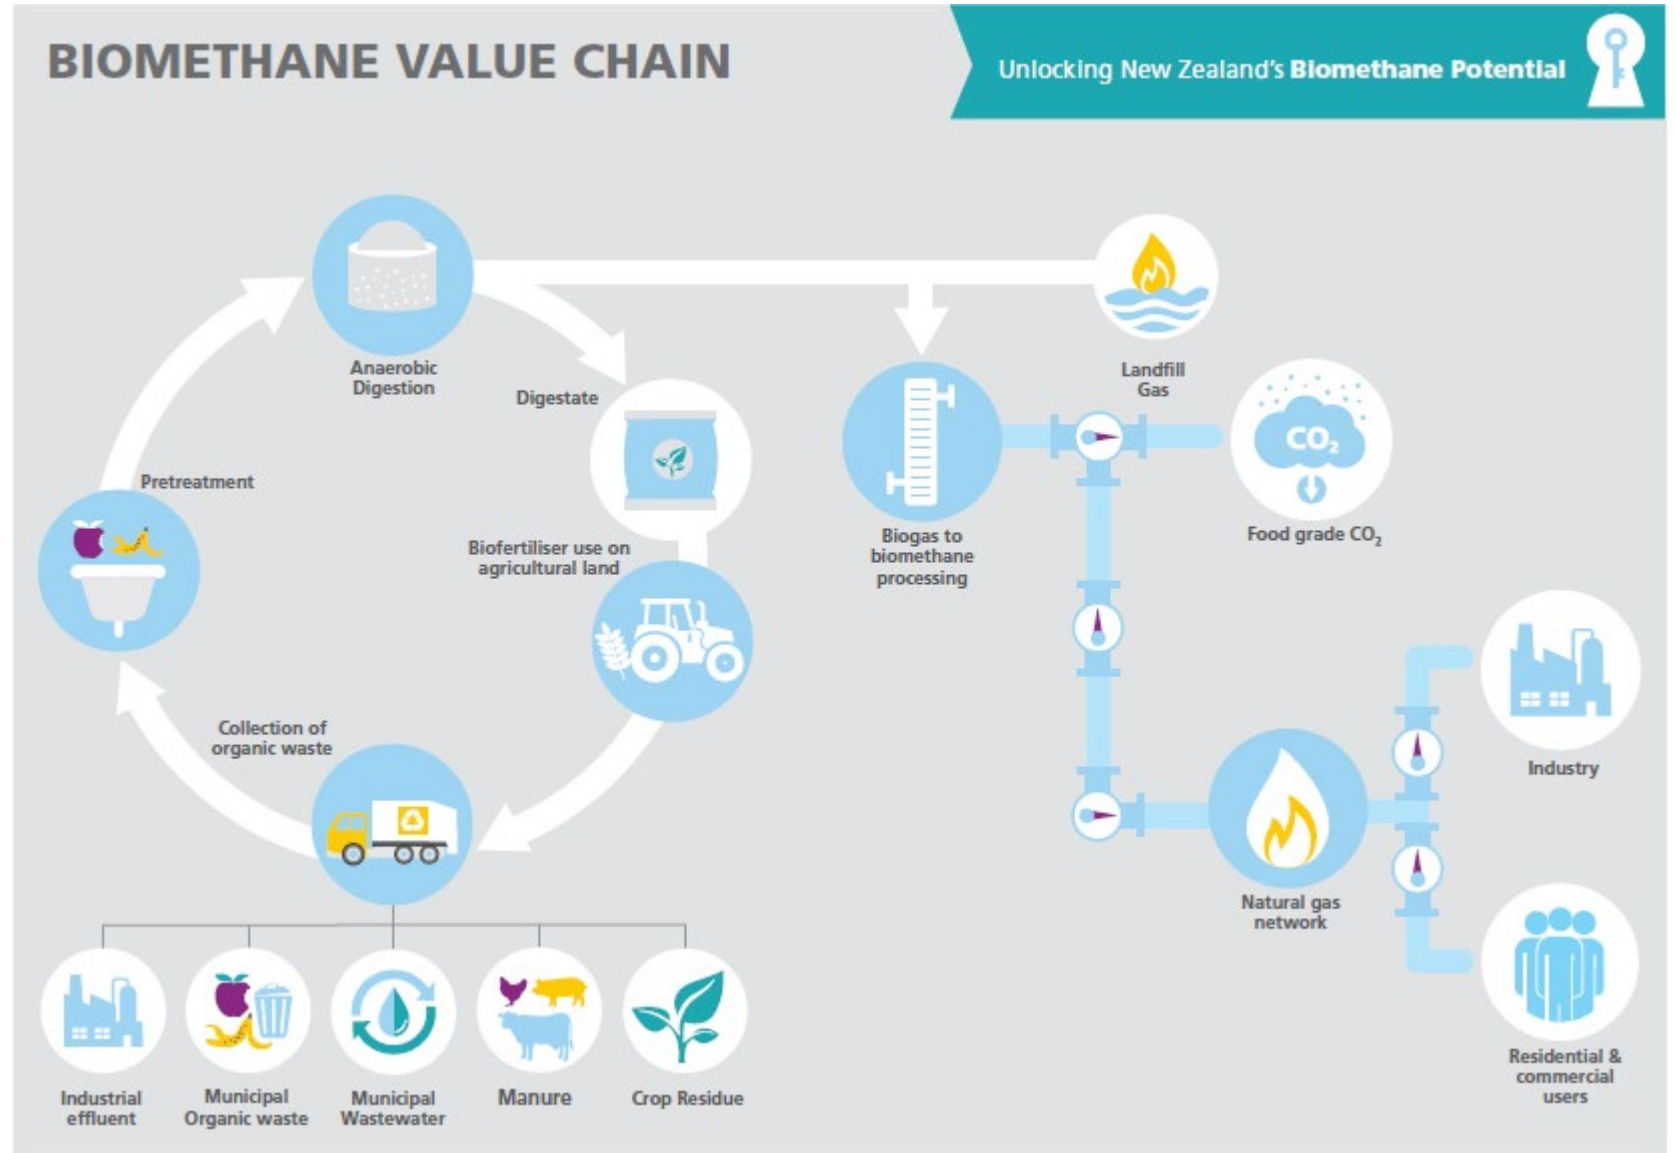 BIOMETHANE VALUE CHAIN
Unlocking New Zealand's Biomethane Potential
Anaerobic
Digestion
Digestate
Landfill
Gas
CO₂
Pretreatment
Biogas to
biomethane
processing
Food grade CO₂
Biofertiliser use on
agricultural land
Collection of
organic waste
Industry
Natural gas
network
Residential &
commercial
users
Industrial
effluent
Municipal
Organic waste
Municipal
Wastewater
Manure
Crop Residue